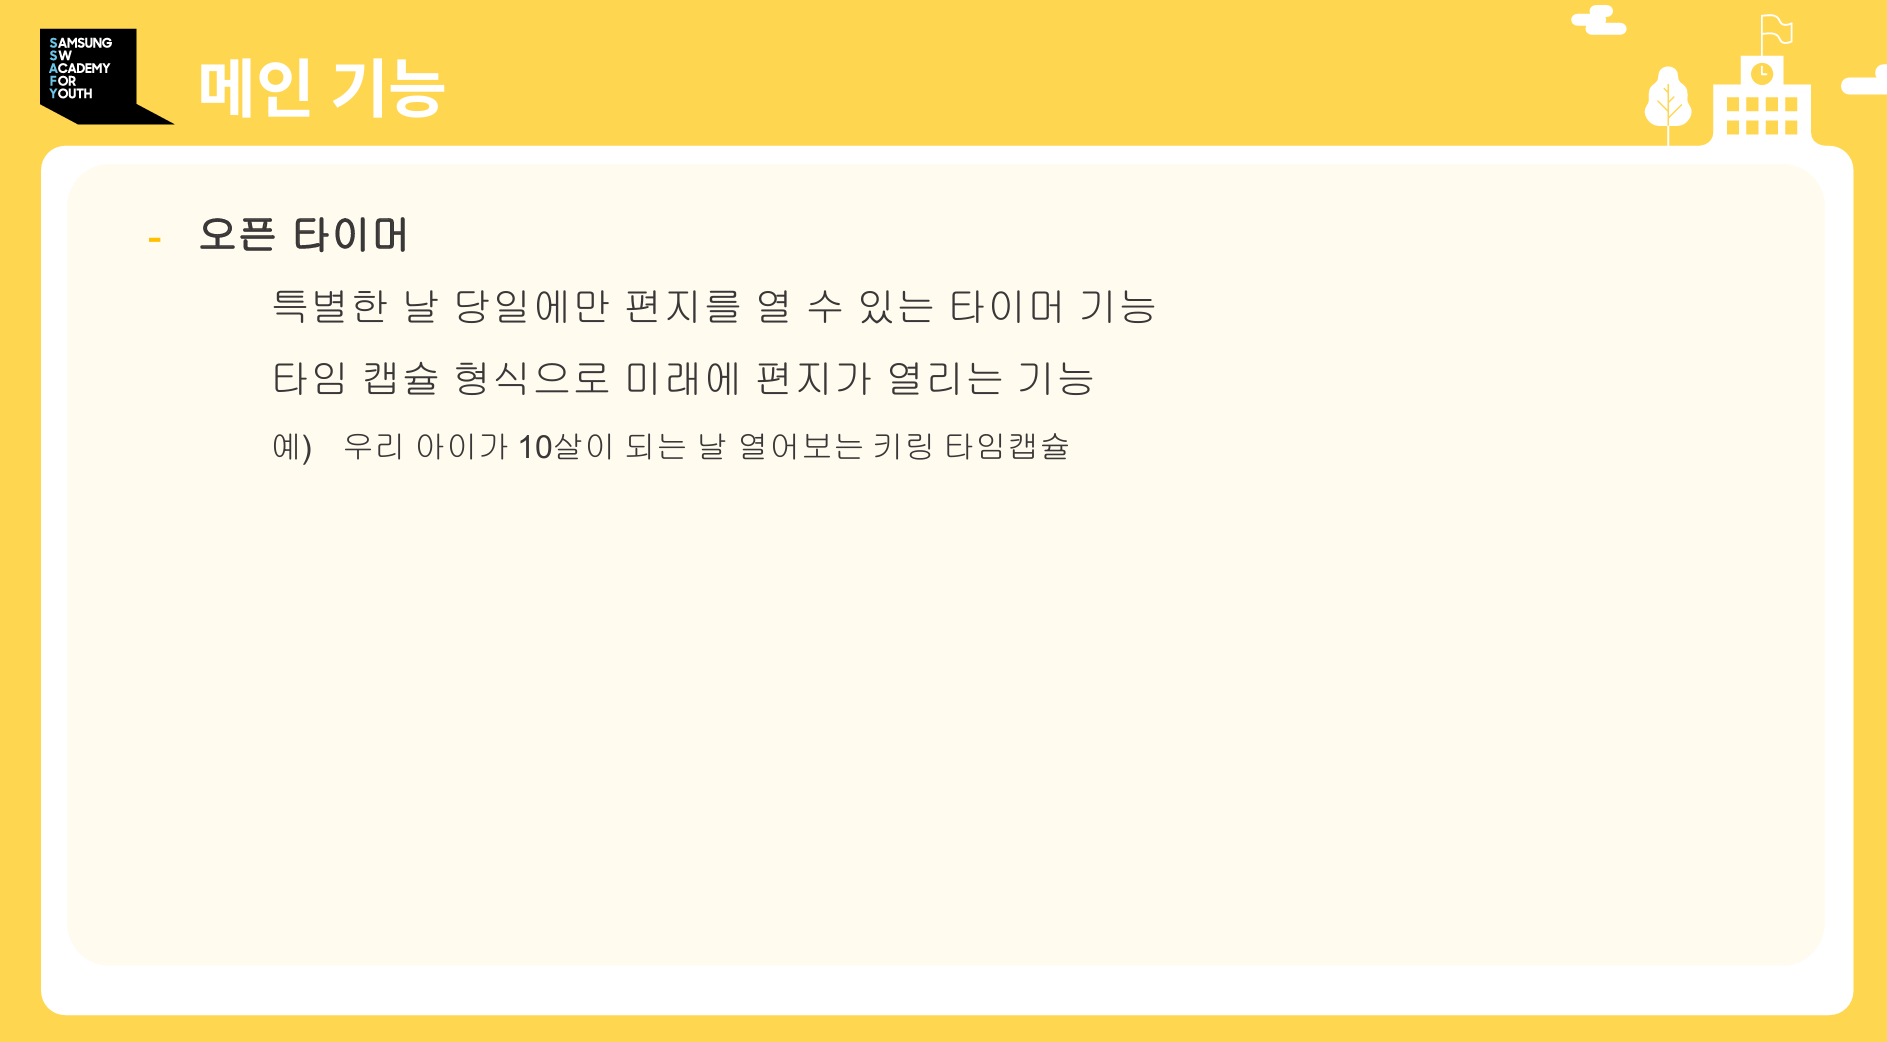 SAMSUNG
SW
ACADEMY
FOR
YOUTH
메인 기능
- 오픈 타이머
특별한 날 당일에만 편지를 열 수 있는 타이머 기능
타임 캡슐 형식으로 미래에 편지가 열리는 기능
예) 우리 아이가 10살이 되는 날 열어보는 키링 타임캡슐